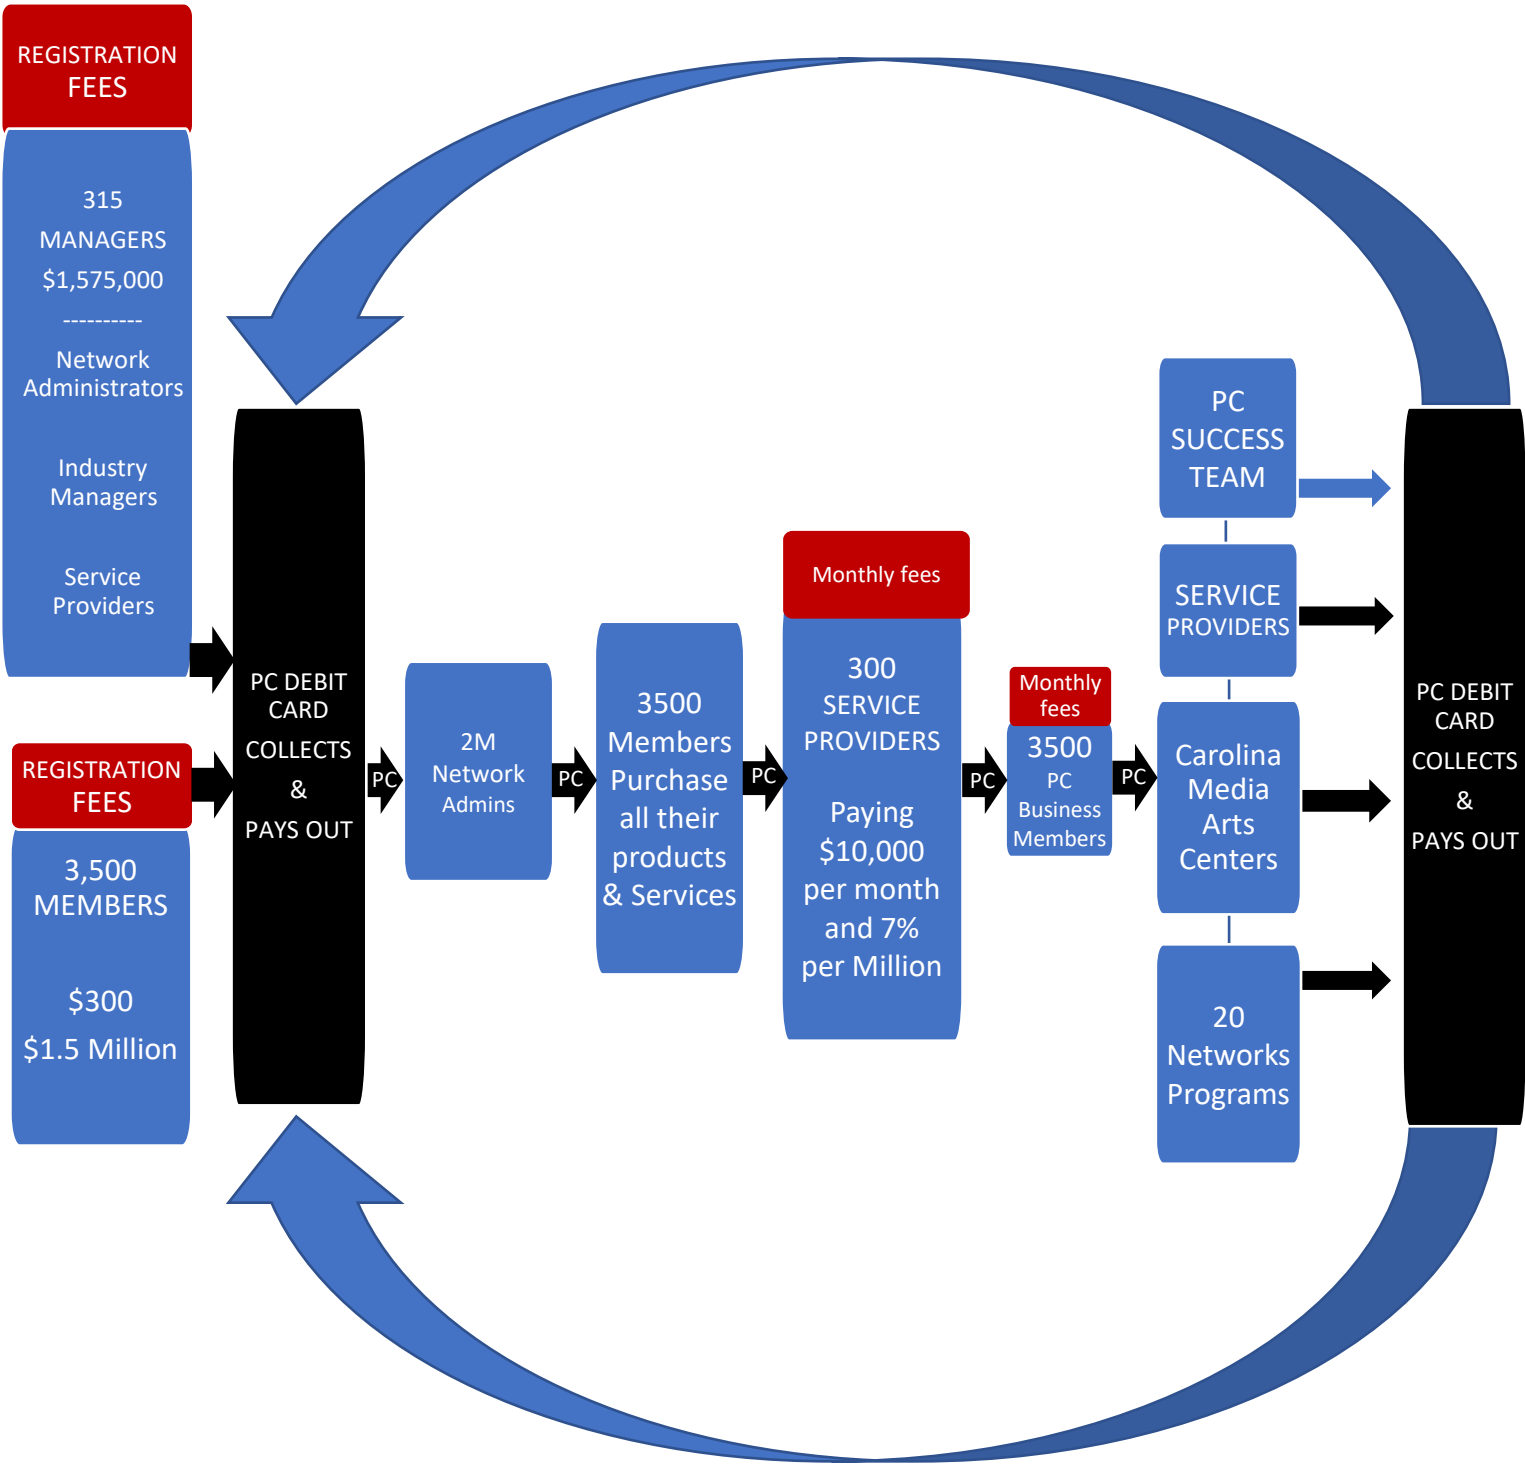 REGISTRATION
FEES
315
MANAGERS
$1,575,000
----------
Network
Administrators
Industry
Managers
Service
Providers
REGISTRATION
FEES
3,500
MEMBERS
$300
$1.5 Million
PC DEBIT
CARD
COLLECTS
&
PAYS OUT
PC
2M
Network
Admins
PC
3500
Members
Purchase
all their
products
& Services
PC
Monthly fees
300
SERVICE
PROVIDERS
Paying
$10,000
per month
and 7%
per Million
PC
Monthly
fees
3500
PC
Business
Members
PC
PC
SUCCESS
TEAM
SERVICE
PROVIDERS
Carolina
Media
Arts
Centers
20
Networks
Programs
PC DEBIT
CARD
COLLECTS
&
PAYS OUT